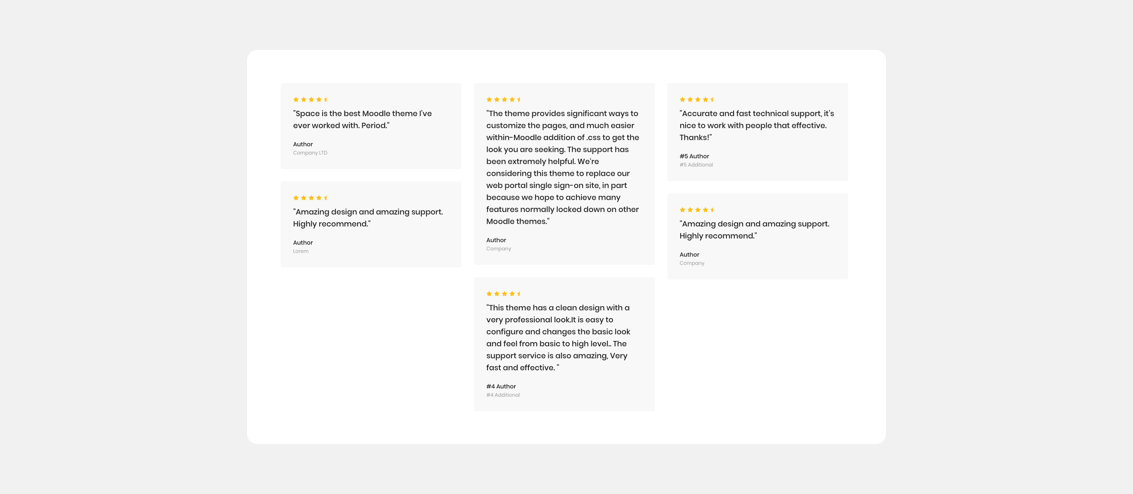 "Space is the best Moodle theme I've
ever worked with. Period."
Author
Company LTD
"Amazing design and amazing support.
Highly recommend."
Author
Lorem
"The theme provides significant ways to
customize the pages, and much easier
within-Moodle addition of .css to get the
look you are seeking. The support has
been extremely helpful. We're
considering this theme to replace our
web portal single sign-on site, in part
because we hope to achieve many
features normally locked down on other
Moodle themes."
Author
Company
"This theme has a clean design with a
very professional look.It is easy to
configure and changes the basic look
and feel from basic to high level.. The
support service is also amazing, Very
fast and effective. "
#4 Author
#4 Additional
"Accurate and fast technical support, it's
nice to work with people that effective.
Thanks!"
#5 Author
#5 Additional
"Amazing design and amazing support.
Highly recommend."
Author
Company